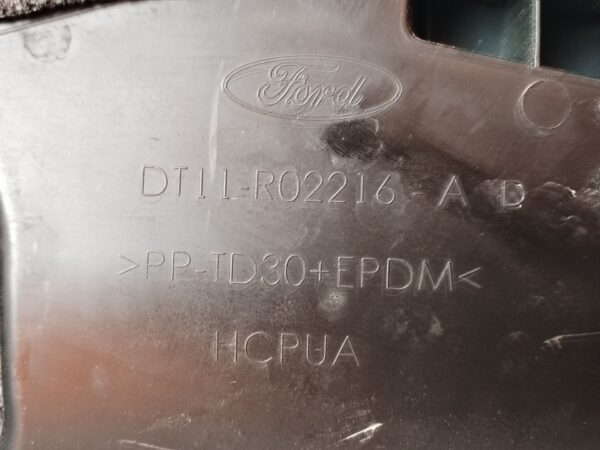 Ford
DT11-R02216-A D
>PP-TD30+EPDM<
HCPUA